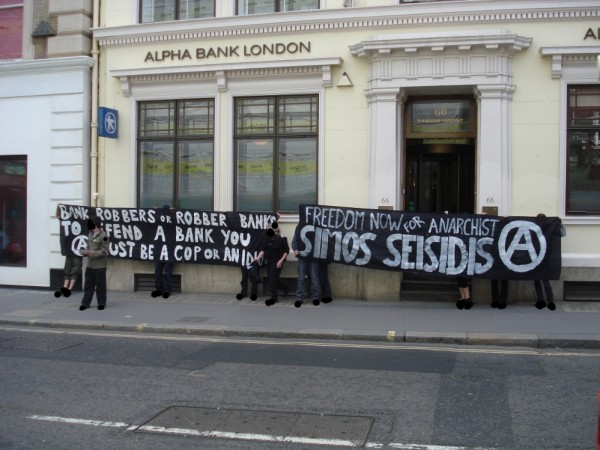 ALPHA BANK LONDON
A
66
66
66
BANK ROBBERS OR ROBBER BANKS
TO DEFEND A BANK YOU
MUST BE A COP OR AN
FREEDOM NOW FOR ANARCHIST
SIMOS SEISIDIS